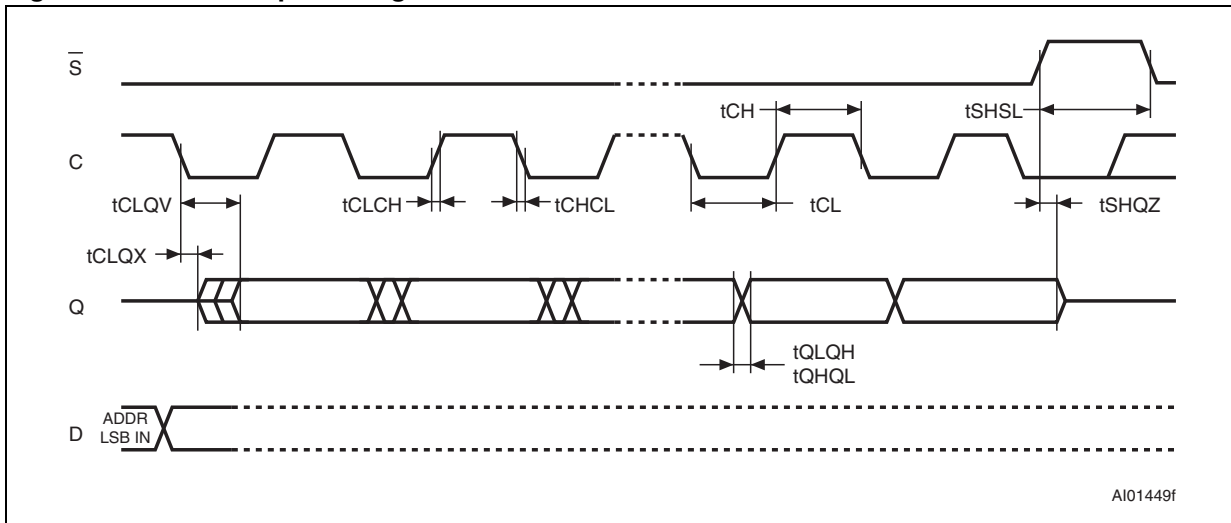 S
tCH
tSHSL
C
tCLQV
tCLCH
tCHCL
tCL
tSHQZ
tCLQX
Q
tQLQH
tQHQL
ADDR
D
LSB IN
AI01449f